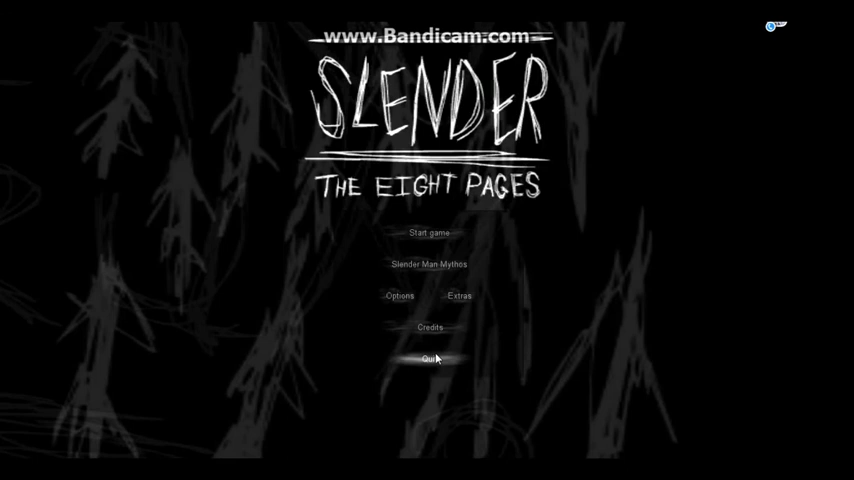 www.Bandicam.com
SLENDER
THE EIGHT PAGES
Start game
Slender Man Mythos
Options Extras
Credits